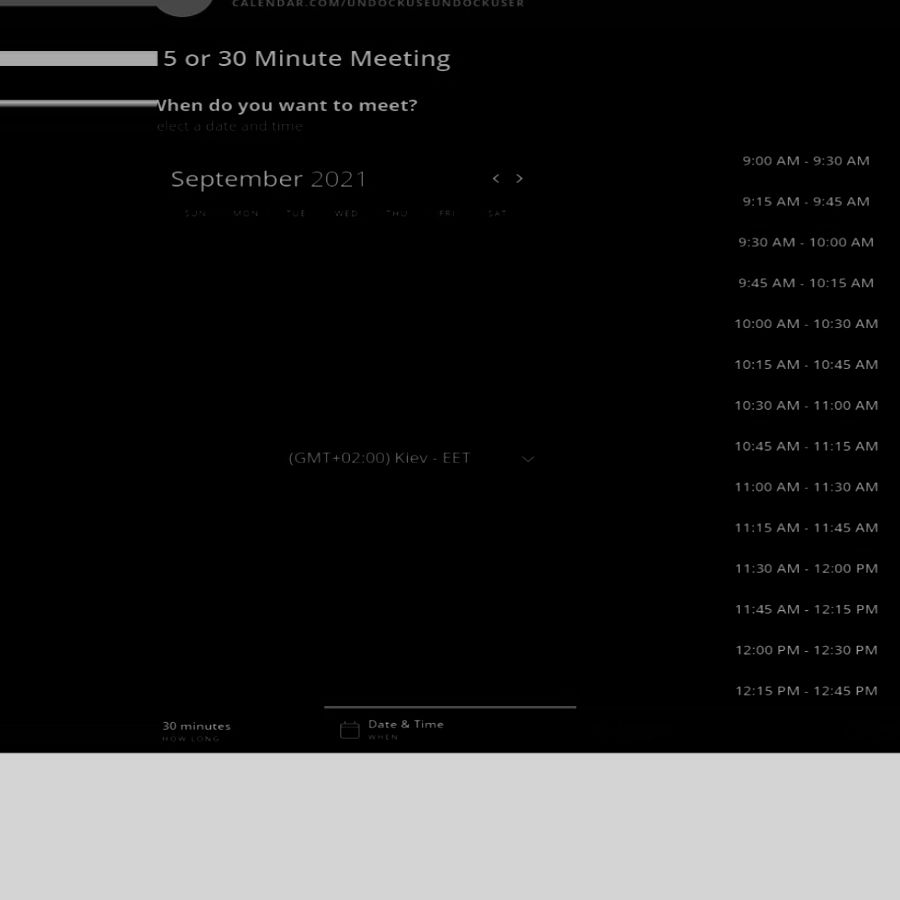 CALENDAR.COM/UNDOCKUSEUNDOCKUSER
5 or 30 Minute Meeting
When do you want to meet?
elect a date and time
September 2021 < >
SUN MON TUE WED THU FRI SAT
(GMT+02:00) Kiev - EET
9:00 AM - 9:30 AM
9:15 AM - 9:45 AM
9:30 AM - 10:00 AM
9:45 AM - 10:15 AM
10:00 AM - 10:30 AM
10:15 AM - 10:45 AM
10:30 AM - 11:00 AM
10:45 AM - 11:15 AM
11:00 AM - 11:30 AM
11:15 AM - 11:45 AM
11:30 AM - 12:00 PM
11:45 AM - 12:15 PM
12:00 PM - 12:30 PM
12:15 PM - 12:45 PM
30 minutes
HOW LONG
Date & Time
WHEN